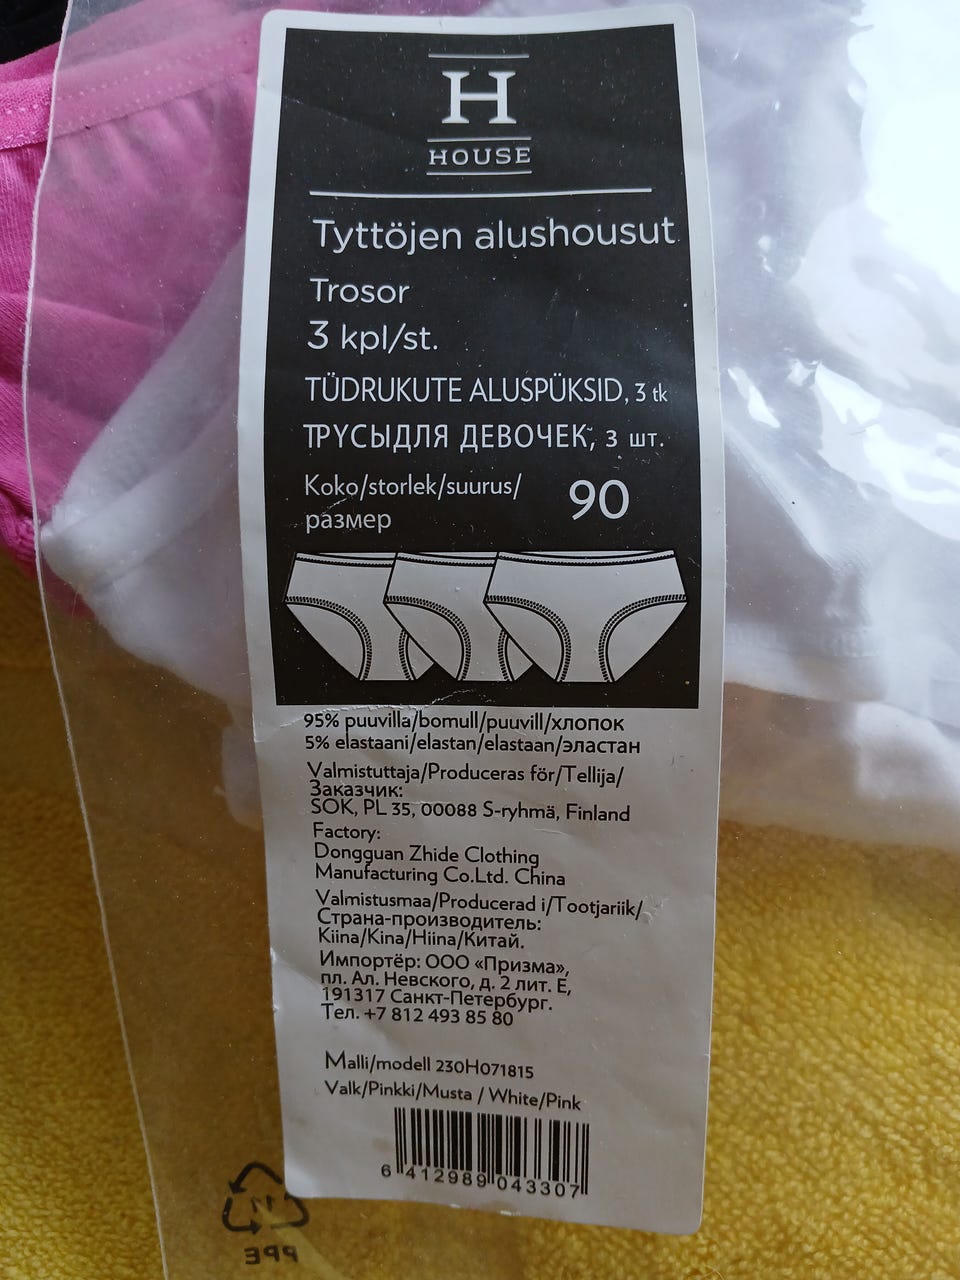 H
HOUSE
Tyttöjen alushousut
Trosor
3 kpl/st.
TÜDRUKUTE ALUSPÜKSID, 3 tk
ТРУСЫДЛЯ ДЕВОЧЕК, 3 шт.
Koko/storlek/suurus/
размер
90
95% puuvilla/bomull/puuvill/хлопок
5% elastaani/elastan/elastaan/эластан
Valmistuttaja/Produceras för/Tellija/
Заказчик:
SOK, PL 35, 00088 S-ryhmä, Finland
Factory:
Dongguan Zhide Clothing
Manufacturing Co.Ltd. China
Valmistusmaa/Producerad i/Tootjariik/
Страна-производитель:
Kiina/Kina/Hiina/Китай.
Импортёр: ООО «Призма»,
пл. Ал. Невского, д. 2 лит. Е,
191317 Санкт-Петербург.
Тел. +7 812 493 85 80
Malli/modell 230H071815
Valk/Pinkki/Musta / White/Pink
6 412989 043307